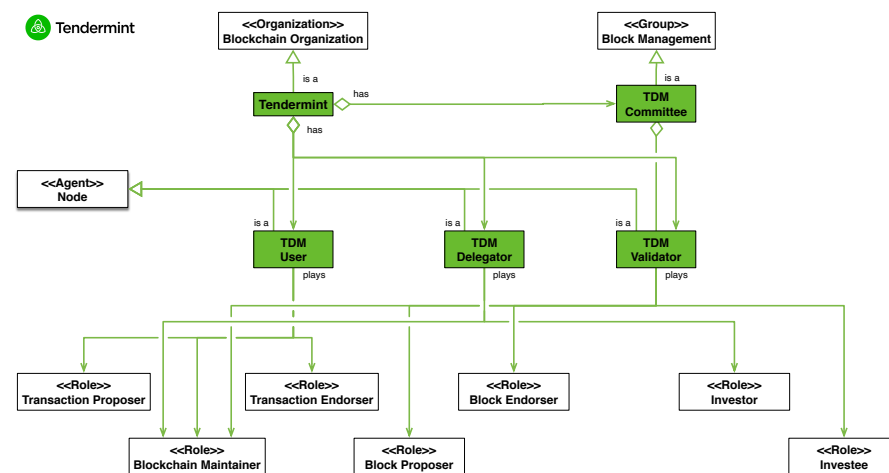 Tendermint
<<Organization>>
Blockchain Organization
<<Group>>
Block Management
is a
is a
Tendermint
has
TDM
Committee
has
<<Agent>>
Node
is a
is a
is a
TDM
User
TDM
Delegator
TDM
Validator
plays
plays
plays
<<Role>>
Transaction Proposer
<<Role>>
Transaction Endorser
<<Role>>
Block Endorser
<<Role>>
Investor
<<Role>>
Blockchain Maintainer
<<Role>>
Block Proposer
<<Role>>
Investee